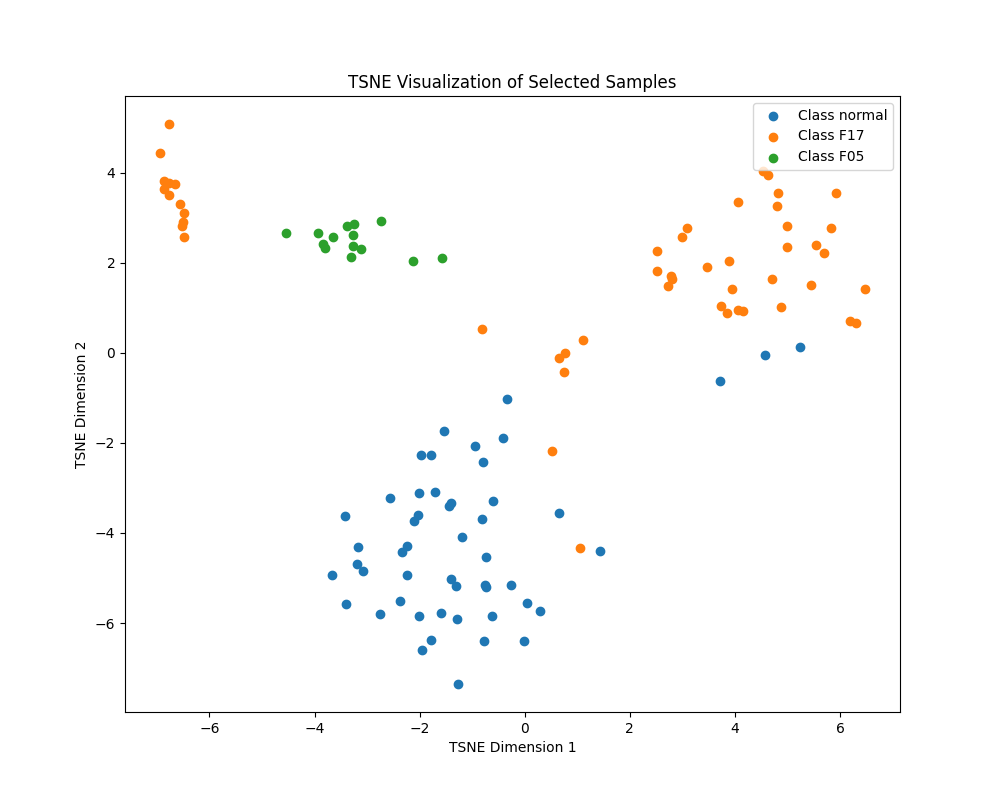 TSNE Visualization of Selected Samples
Class normal
Class F17
Class F05
4
2
0
−2
−4
−6
TSNE Dimension 2
−6
−4
−2
0
2
4
6
TSNE Dimension 1